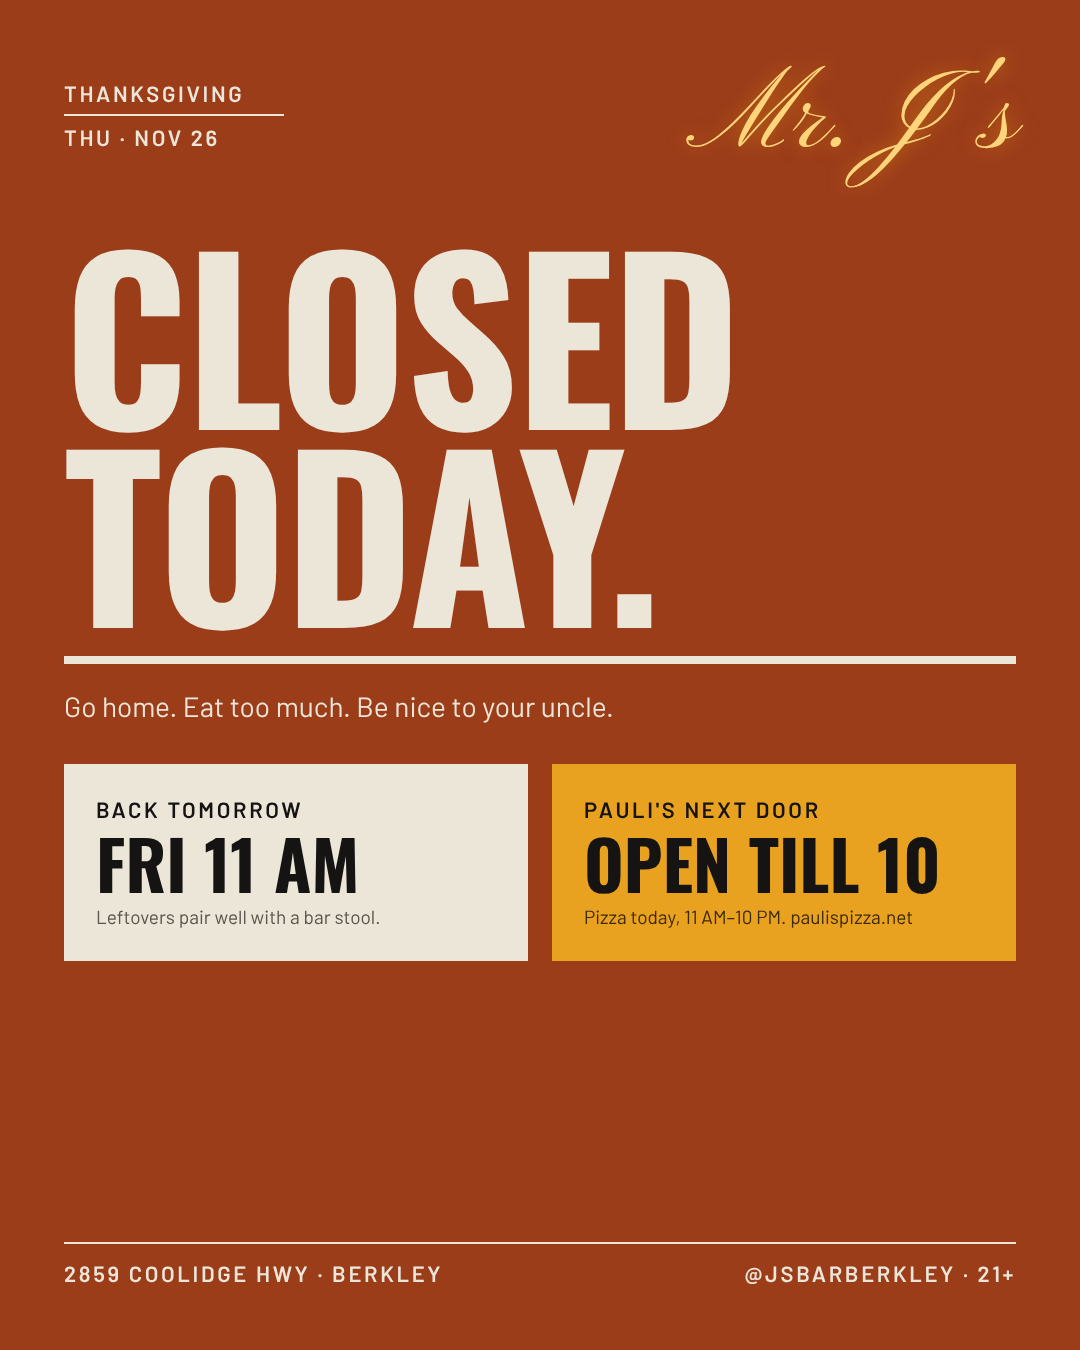 THANKSGIVING
THU · NOV 26
Mr. J's
CLOSED
TODAY.
Go home. Eat too much. Be nice to your uncle.
BACK TOMORROW
FRI 11 AM
Leftovers pair well with a bar stool.
PAULI'S NEXT DOOR
OPEN TILL 10
Pizza today, 11 AM–10 PM. paulispizza.net
2859 COOLIDGE HWY · BERKLEY
@JSBARBERKLEY · 21+